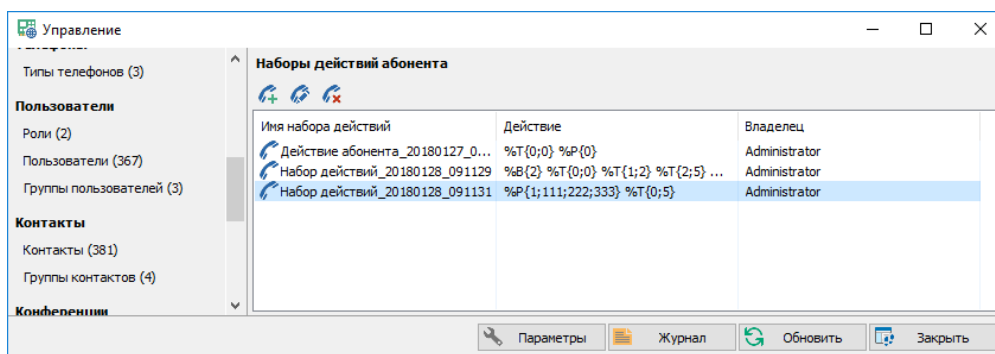 Управление
Телефоны
Типы телефонов (3)
Пользователи
Роли (2)
Пользователи (367)
Группы пользователей (3)
Контакты
Контакты (381)
Группы контактов (4)
Конференции
Наборы действий абонента
Имя набора действий Действие Владелец
Действие абонента_20180127_0... %T{0;0} %P{0} Administrator
Набор действий_20180128_091129 %B{2} %T{0;0} %T{1;2} %T{2;5} ... Administrator
Набор действий_20180128_091131 %P{1;111;222;333} %T{0;5} Administrator
Параметры Журнал Обновить Закрыть